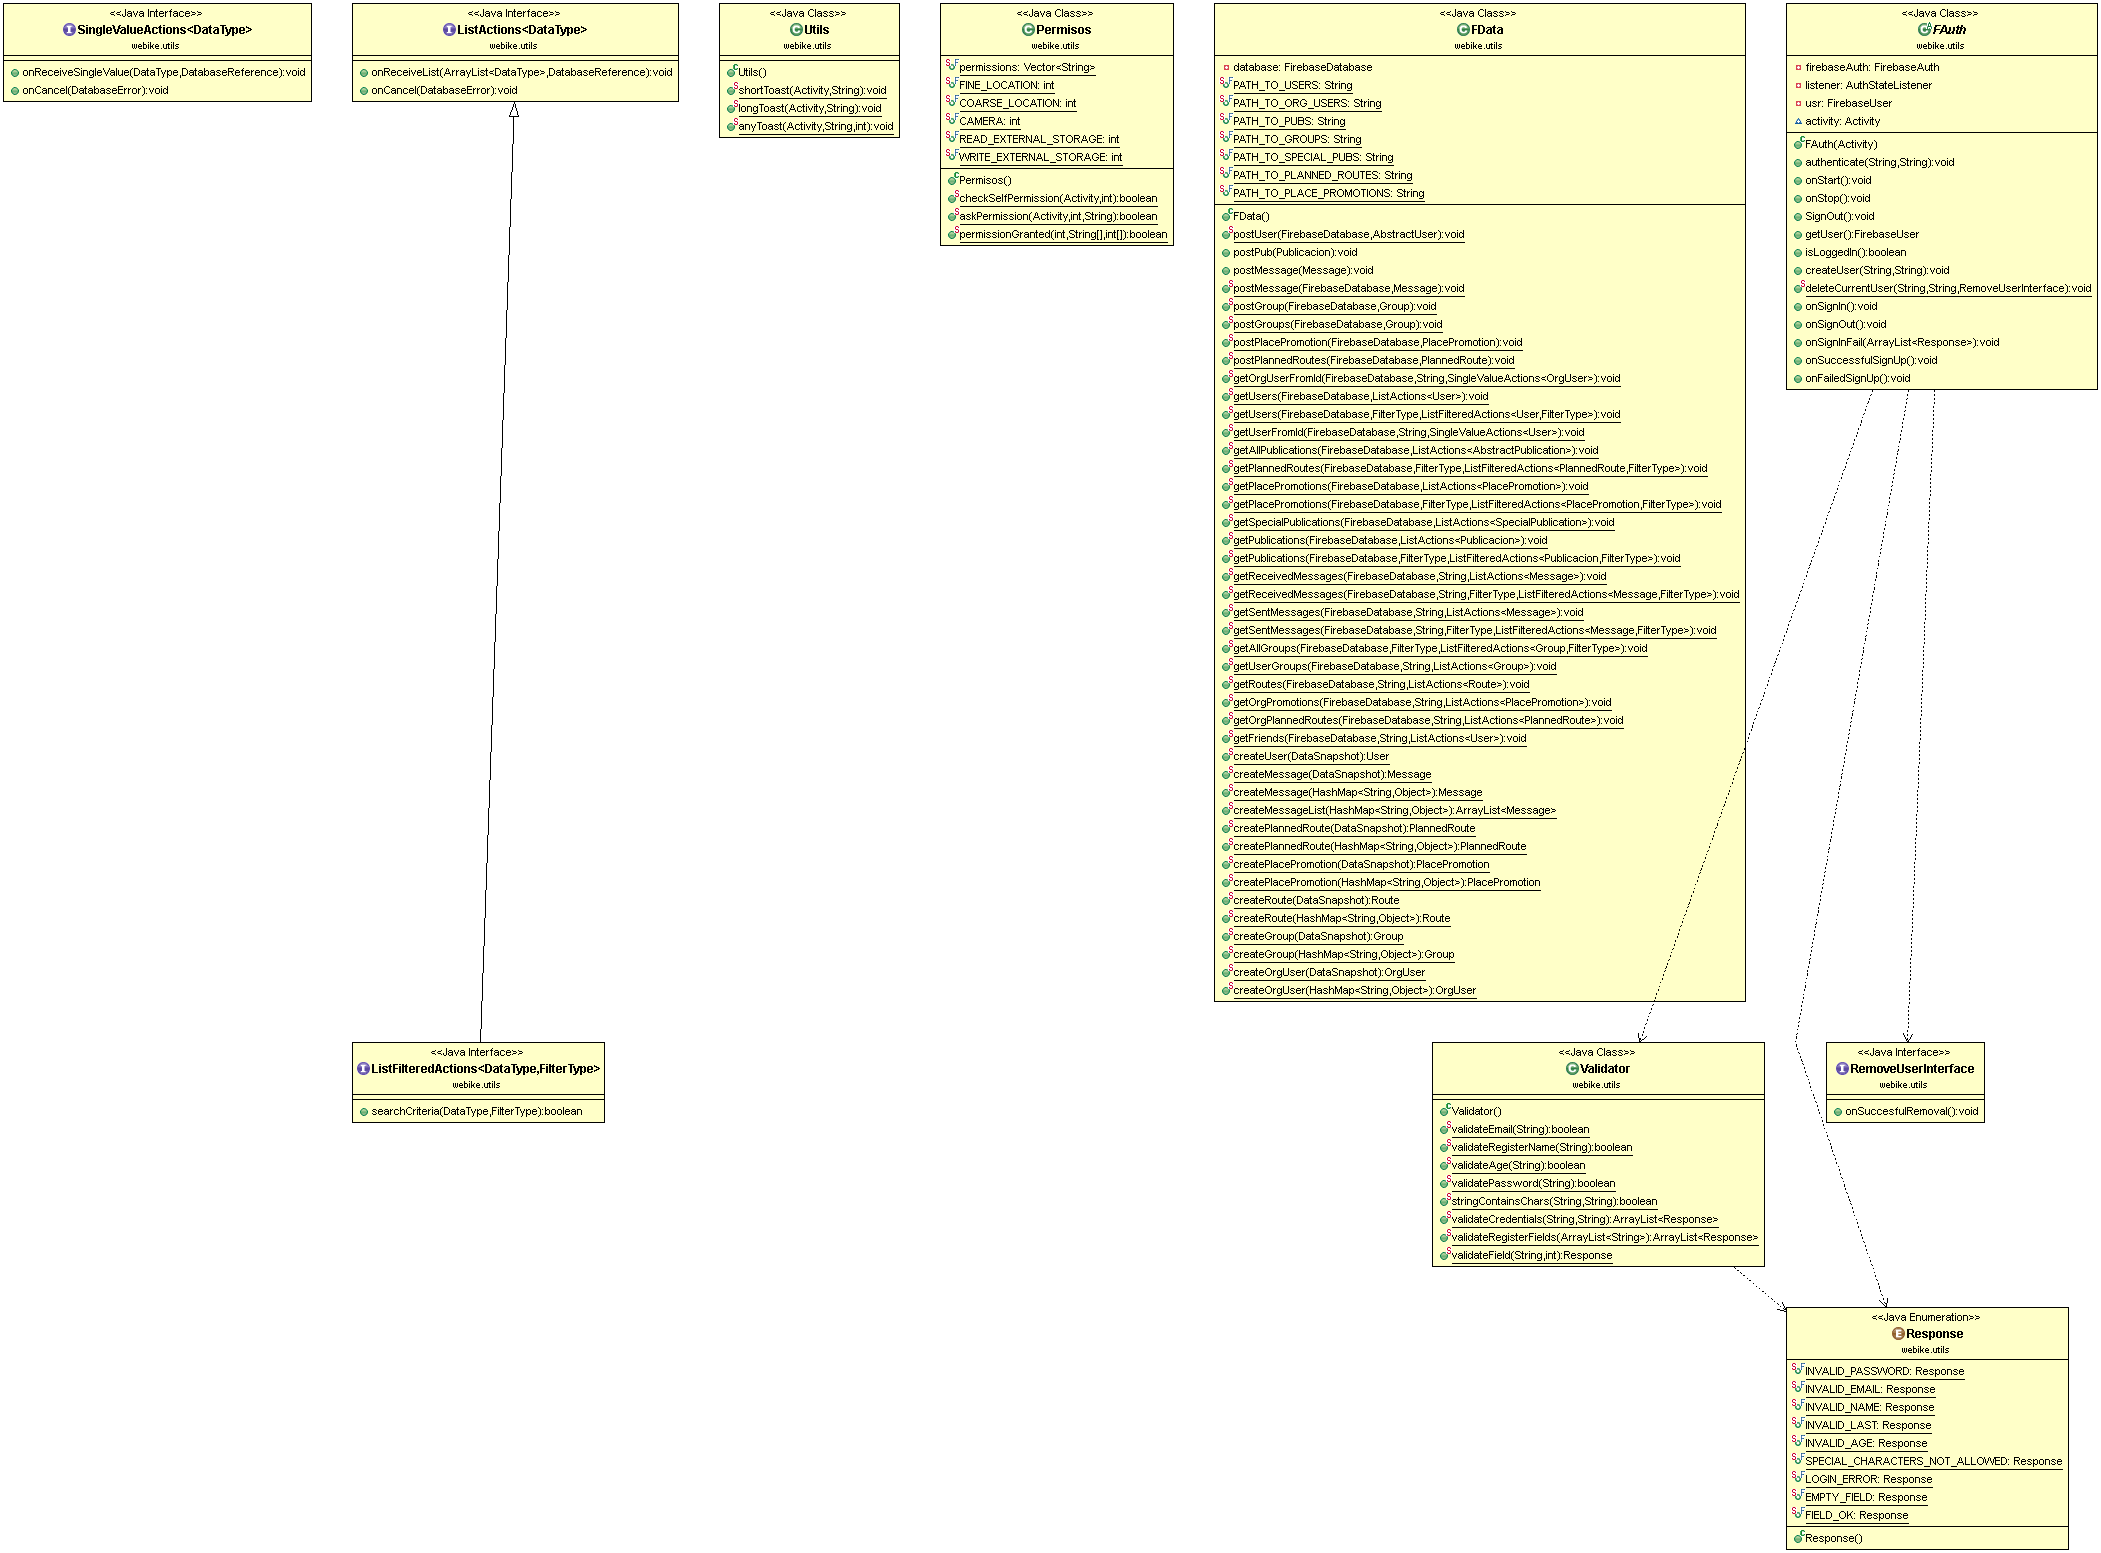 <<Java Interface>>
SingleValueActions<DataType>
webike.utils
onReceiveSingleValue(DataType,DatabaseReference):void
onCancel(DatabaseError):void
<<Java Interface>>
ListActions<DataType>
webike.utils
onReceiveList(ArrayList<DataType>,DatabaseReference):void
onCancel(DatabaseError):void
<<Java Class>>
Utils
webike.utils
Utils()
shortToast(Activity,String):void
longToast(Activity,String):void
anyToast(Activity,String,int):void
<<Java Class>>
Permisos
webike.utils
permissions: Vector<String>
FINE_LOCATION: int
COARSE_LOCATION: int
CAMERA: int
READ_EXTERNAL_STORAGE: int
WRITE_EXTERNAL_STORAGE: int
Permisos()
checkSelfPermission(Activity,int):boolean
askPermission(Activity,int,String):boolean
permissionGranted(int,String[],int[]):boolean
<<Java Class>>
FData
webike.utils
database: FirebaseDatabase
PATH_TO_USERS: String
PATH_TO_ORG_USERS: String
PATH_TO_PUBS: String
PATH_TO_GROUPS: String
PATH_TO_SPECIAL_PUBS: String
PATH_TO_PLANNED_ROUTES: String
PATH_TO_PLACE_PROMOTIONS: String
FData()
postUser(FirebaseDatabase,AbstractUser):void
postPub(Publicacion):void
postMessage(Message):void
postMessage(FirebaseDatabase,Message):void
postGroup(FirebaseDatabase,Group):void
postGroups(FirebaseDatabase,Group):void
postPlacePromotion(FirebaseDatabase,PlacePromotion):void
postPlannedRoutes(FirebaseDatabase,PlannedRoute):void
getOrgUserFromId(FirebaseDatabase,String,SingleValueActions<OrgUser>):void
getUsers(FirebaseDatabase,ListActions<User>):void
getUsers(FirebaseDatabase,FilterType,ListFilteredActions<User,FilterType>):void
getUserFromId(FirebaseDatabase,String,SingleValueActions<User>):void
getAllPublications(FirebaseDatabase,ListActions<AbstractPublication>):void
getPlannedRoutes(FirebaseDatabase,FilterType,ListFilteredActions<PlannedRoute,FilterType>):void
getPlacePromotions(FirebaseDatabase,ListActions<PlacePromotion>):void
getPlacePromotions(FirebaseDatabase,FilterType,ListFilteredActions<PlacePromotion,FilterType>):void
getSpecialPublications(FirebaseDatabase,ListActions<SpecialPublication>):void
getPublications(FirebaseDatabase,ListActions<Publicacion>):void
getPublications(FirebaseDatabase,FilterType,ListFilteredActions<Publicacion,FilterType>):void
getReceivedMessages(FirebaseDatabase,String,ListActions<Message>):void
getReceivedMessages(FirebaseDatabase,String,FilterType,ListFilteredActions<Message,FilterType>):void
getSentMessages(FirebaseDatabase,String,ListActions<Message>):void
getSentMessages(FirebaseDatabase,String,FilterType,ListFilteredActions<Message,FilterType>):void
getAllGroups(FirebaseDatabase,FilterType,ListFilteredActions<Group,FilterType>):void
getUserGroups(FirebaseDatabase,String,ListActions<Group>):void
getRoutes(FirebaseDatabase,String,ListActions<Route>):void
getOrgPromotions(FirebaseDatabase,String,ListActions<PlacePromotion>):void
getOrgPlannedRoutes(FirebaseDatabase,String,ListActions<PlannedRoute>):void
getFriends(FirebaseDatabase,String,ListActions<User>):void
createUser(DataSnapshot):User
createMessage(DataSnapshot):Message
createMessage(HashMap<String,Object>):Message
createMessageList(HashMap<String,Object>):ArrayList<Message>
createPlannedRoute(DataSnapshot):PlannedRoute
createPlannedRoute(HashMap<String,Object>):PlannedRoute
createPlacePromotion(DataSnapshot):PlacePromotion
createPlacePromotion(HashMap<String,Object>):PlacePromotion
createRoute(DataSnapshot):Route
createRoute(HashMap<String,Object>):Route
createGroup(DataSnapshot):Group
createGroup(HashMap<String,Object>):Group
createOrgUser(DataSnapshot):OrgUser
createOrgUser(HashMap<String,Object>):OrgUser
<<Java Class>>
FAuth
webike.utils
firebaseAuth: FirebaseAuth
listener: AuthStateListener
usr: FirebaseUser
activity: Activity
FAuth(Activity)
authenticate(String,String):void
onStart():void
onStop():void
SignOut():void
getUser():FirebaseUser
isLoggedIn():boolean
createUser(String,String):void
deleteCurrentUser(String,String,RemoveUserInterface):void
onSignIn():void
onSignOut():void
onSignInFail(ArrayList<Response>):void
onSuccessfulSignUp():void
onFailedSignUp():void
<<Java Interface>>
ListFilteredActions<DataType,FilterType>
webike.utils
searchCriteria(DataType,FilterType):boolean
<<Java Class>>
Validator
webike.utils
Validator()
validateEmail(String):boolean
validateRegisterName(String):boolean
validateAge(String):boolean
validatePassword(String):boolean
stringContainsChars(String,String):boolean
validateCredentials(String,String):ArrayList<Response>
validateRegisterFields(ArrayList<String>):ArrayList<Response>
validateField(String,int):Response
<<Java Interface>>
RemoveUserInterface
webike.utils
onSuccesfulRemoval():void
<<Java Enumeration>>
Response
webike.utils
INVALID_PASSWORD: Response
INVALID_EMAIL: Response
INVALID_NAME: Response
INVALID_LAST: Response
INVALID_AGE: Response
SPECIAL_CHARACTERS_NOT_ALLOWED: Response
LOGIN_ERROR: Response
EMPTY_FIELD: Response
FIELD_OK: Response
Response()